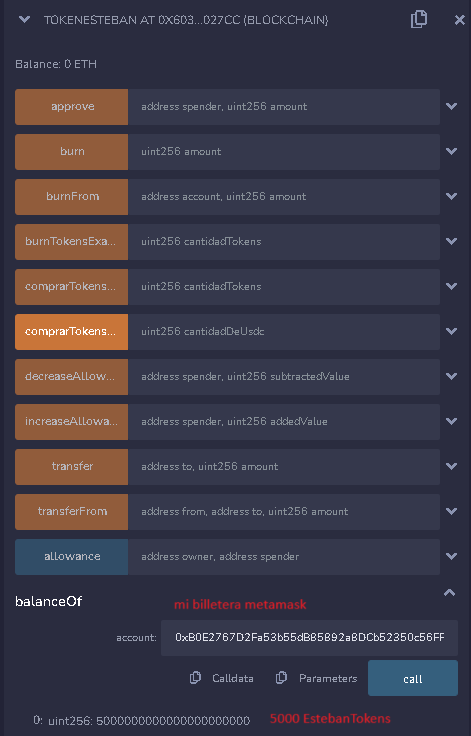 TOKENESTEBAN AT 0X603...027CC (BLOCKCHAIN)
Balance: 0 ETH
approve address spender, uint256 amount
burn uint256 amount
burnFrom address account, uint256 amount
burnTokensExa... uint256 cantidadTokens
comprarTokens... uint256 cantidadTokens
comprarTokens... uint256 cantidadDeUsdc
decreaseAllow... address spender, uint256 subtractedValue
increaseAllowa... address spender, uint256 addedValue
transfer address to, uint256 amount
transferFrom address from, address to, uint256 amount
allowance address owner, address spender
balanceOf mi billetera metamask
account: 0xB0E2767D2Fa53b55dB85892a8DCb52350c56FF
Calldata Parameters call
0: uint256: 5000000000000000000000 5000 EstebanTokens